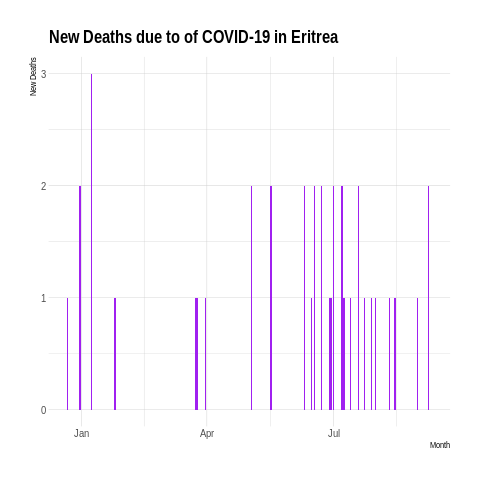 New Deaths due to of COVID-19 in Eritrea
New Deaths
3
2
1
0
Jan Apr Jul
Month